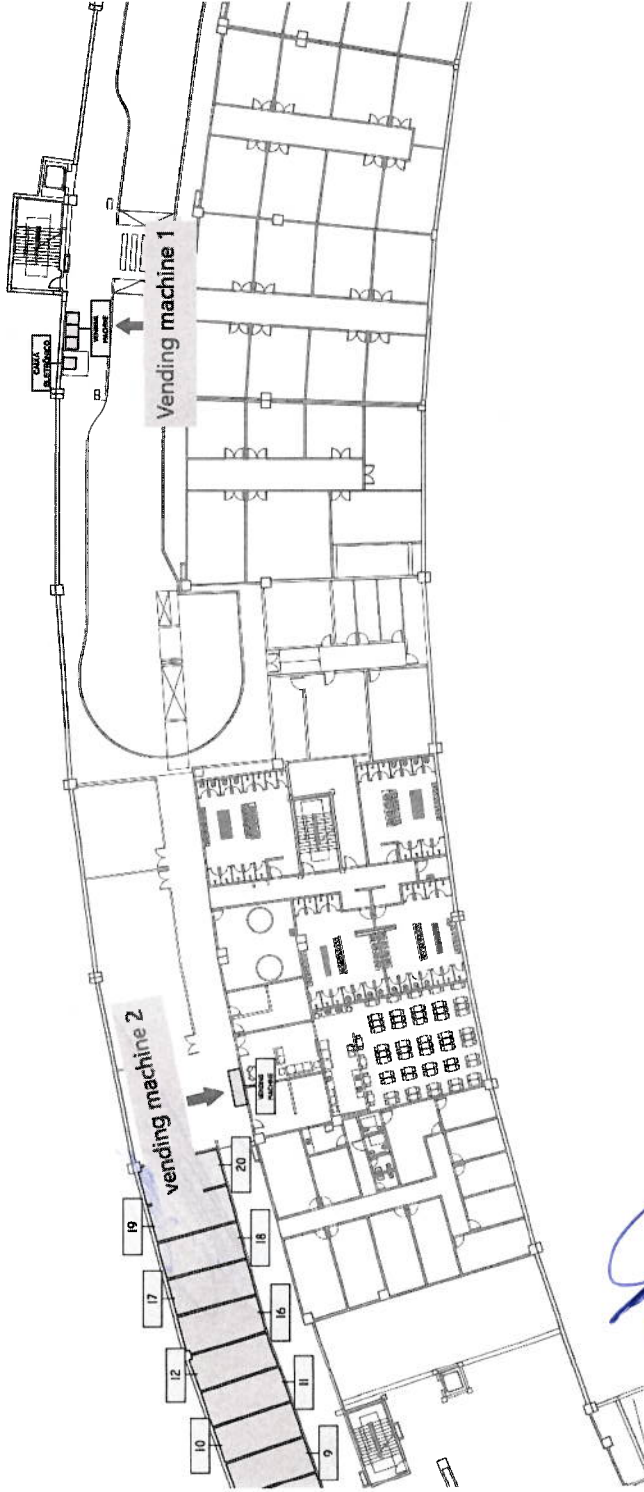 CAIXA
ELETRÔNICO
VENDING
MACHINE
Vending machine 1
vending machine 2
VENDING
MACHINE
19
20
17
18
12
16
10
11
9